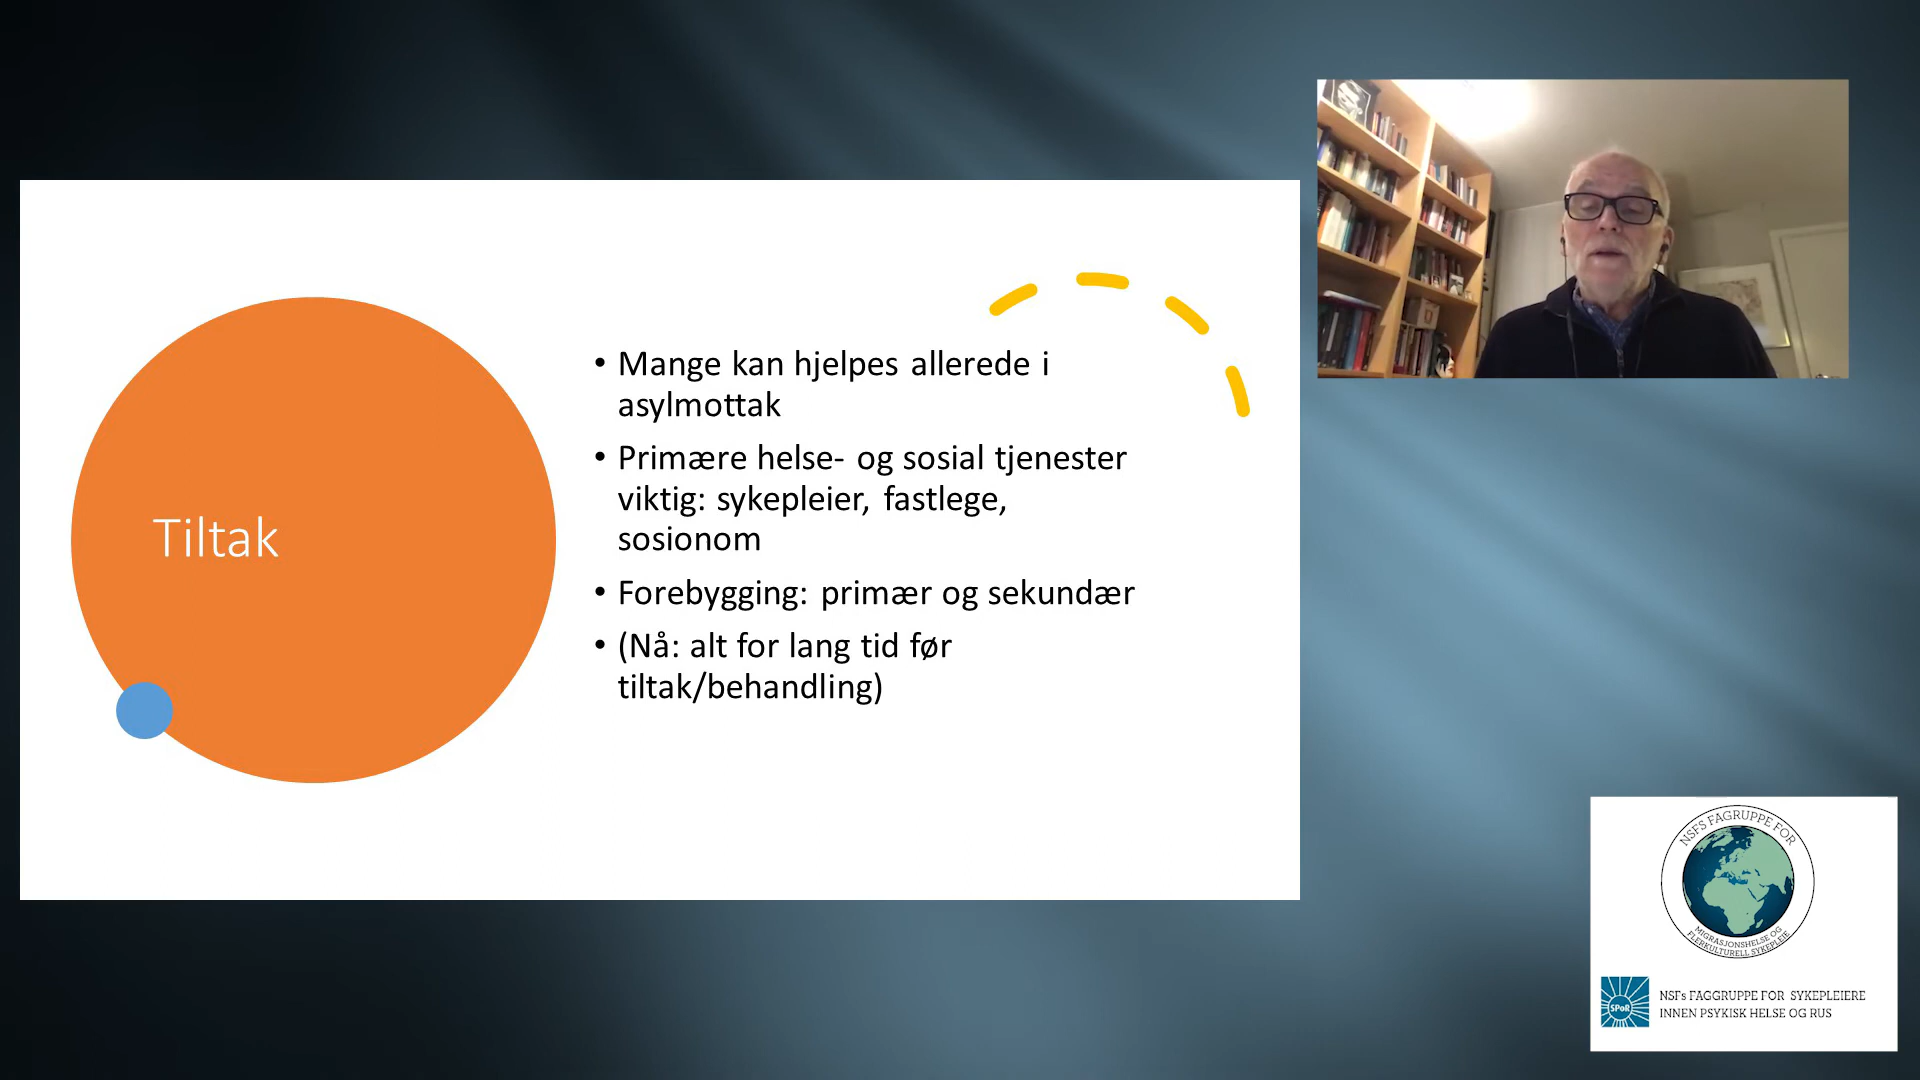 Tiltak
• Mange kan hjelpes allerede i
asylmottak
• Primære helse- og sosial tjenester
viktig: sykepleier, fastlege,
sosionom
• Forebygging: primær og sekundær
• (Nå: alt for lang tid før
tiltak/behandling)
NSFS FAGRUPPE FOR
MIGRASJONSHELSE OG
FLERKULTURELL SYKEPLEIE
SPoR
NSFs FAGGRUPPE FOR SYKEPLEIERE
INNEN PSYKISK HELSE OG RUS